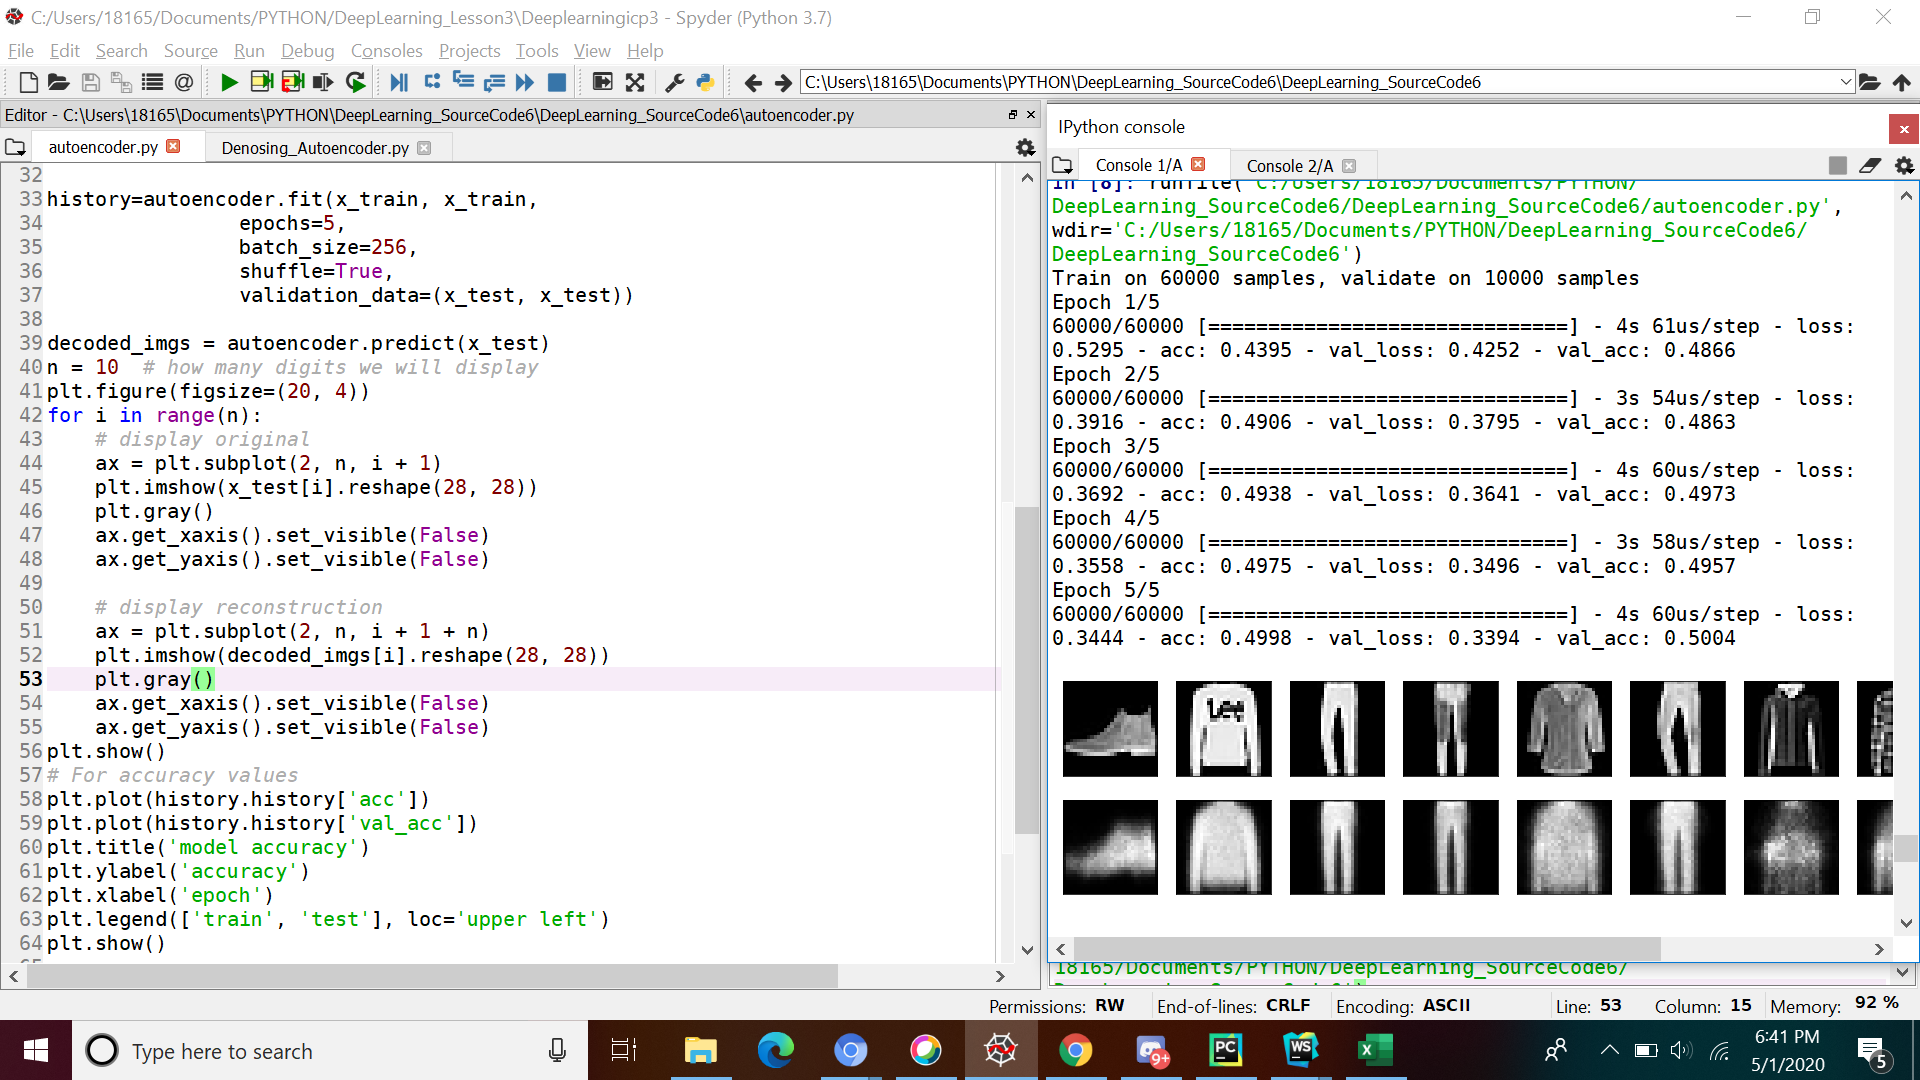 C:/Users/18165/Documents/PYTHON/DeepLearning_Lesson3\Deeplearningicp3 - Spyder (Python 3.7)
File Edit Search Source Run Debug Consoles Projects Tools View Help
C:\Users\18165\Documents\PYTHON\DeepLearning_SourceCode6\DeepLearning_SourceCode6
Editor - C:\Users\18165\Documents\PYTHON\DeepLearning_SourceCode6\DeepLearning_SourceCode6\autoencoder.py
autoencoder.py Denosing_Autoencoder.py
32
33 history=autoencoder.fit(x_train, x_train,
34 epochs=5,
35 batch_size=256,
36 shuffle=True,
37 validation_data=(x_test, x_test))
38
39 decoded_imgs = autoencoder.predict(x_test)
40 n = 10  # how many digits we will display
41 plt.figure(figsize=(20, 4))
42 for i in range(n):
43     # display original
44     ax = plt.subplot(2, n, i + 1)
45     plt.imshow(x_test[i].reshape(28, 28))
46     plt.gray()
47     ax.get_xaxis().set_visible(False)
48     ax.get_yaxis().set_visible(False)
49
50     # display reconstruction
51     ax = plt.subplot(2, n, i + 1 + n)
52     plt.imshow(decoded_imgs[i].reshape(28, 28))
53     plt.gray()
54     ax.get_xaxis().set_visible(False)
55     ax.get_yaxis().set_visible(False)
56 plt.show()
57 # For accuracy values
58 plt.plot(history.history['acc'])
59 plt.plot(history.history['val_acc'])
60 plt.title('model accuracy')
61 plt.ylabel('accuracy')
62 plt.xlabel('epoch')
63 plt.legend(['train', 'test'], loc='upper left')
64 plt.show()
IPython console
Console 1/A Console 2/A
In [8]: runfile('C:/Users/18165/Documents/PYTHON/
DeepLearning_SourceCode6/DeepLearning_SourceCode6/autoencoder.py',
wdir='C:/Users/18165/Documents/PYTHON/DeepLearning_SourceCode6/
DeepLearning_SourceCode6')
Train on 60000 samples, validate on 10000 samples
Epoch 1/5
60000/60000 [==============================] - 4s 61us/step - loss:
0.5295 - acc: 0.4395 - val_loss: 0.4252 - val_acc: 0.4866
Epoch 2/5
60000/60000 [==============================] - 3s 54us/step - loss:
0.3916 - acc: 0.4906 - val_loss: 0.3795 - val_acc: 0.4863
Epoch 3/5
60000/60000 [==============================] - 4s 60us/step - loss:
0.3692 - acc: 0.4938 - val_loss: 0.3641 - val_acc: 0.4973
Epoch 4/5
60000/60000 [==============================] - 3s 58us/step - loss:
0.3558 - acc: 0.4975 - val_loss: 0.3496 - val_acc: 0.4957
Epoch 5/5
60000/60000 [==============================] - 4s 60us/step - loss:
0.3444 - acc: 0.4998 - val_loss: 0.3394 - val_acc: 0.5004
Lee
18165/Documents/PYTHON/DeepLearning_SourceCode6/
Permissions: RW End-of-lines: CRLF Encoding: ASCII Line: 53 Column: 15 Memory: 92 %
Type here to search
9+
PC
WS
X
6:41 PM
5/1/2020
5